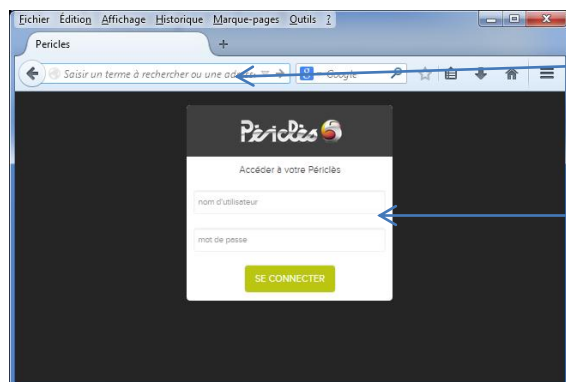 Fichier Édition Affichage Historique Marque-pages Outils ?
Pericles
Saisir un terme à rechercher ou une
Google
Périclès 5
Accéder à votre Périclès
nom d'utilisateur
mot de passe
SE CONNECTER